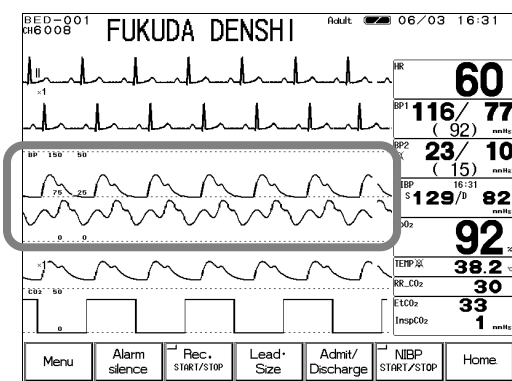 BED-001
CH6008
FUKUDA DENSHI
Adult
06/03 16:31
II
×1
HR
60
BP1 116/ 77
( 92) mmHg
BP 150 50
BP2 23/ 10
( 15) mmHg
75 25
16:31
S 129/D 82
mmHg
0 0
92 %
×1
TEMP
38.2
CO2 50
RR_CO2
30
EtCO2
33
InspCO2
1 mmHg
0
Menu
Alarm silence
Rec. START/STOP
Lead· Size
Admit/ Discharge
NIBP START/STOP
Home